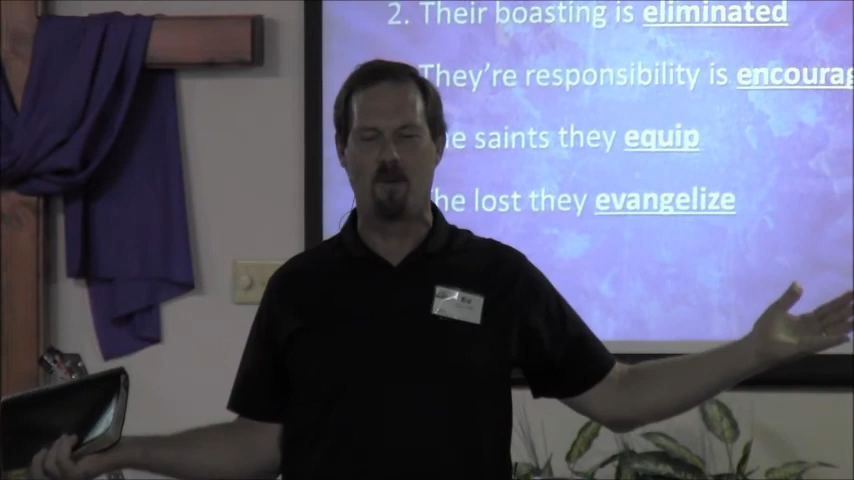 2. Their boasting is eliminated
They're responsibility is encourag
he saints they equip
he lost they evangelize